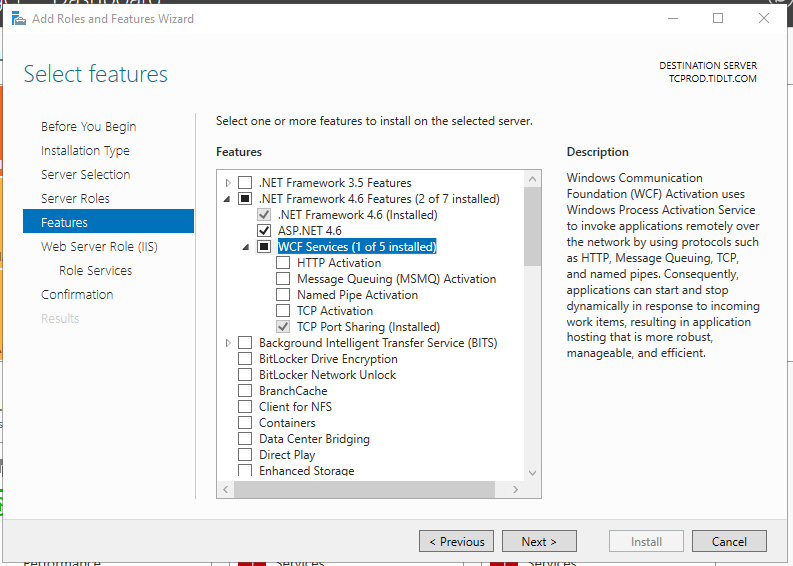 Dashboard
Add Roles and Features Wizard
Select features
DESTINATION SERVER
TCPROD.TIDLT.COM
Before You Begin
Installation Type
Server Selection
Server Roles
Features
Web Server Role (IIS)
Role Services
Confirmation
Results
Select one or more features to install on the selected server.
Features
.NET Framework 3.5 Features
.NET Framework 4.6 Features (2 of 7 installed)
.NET Framework 4.6 (Installed)
ASP.NET 4.6
WCF Services (1 of 5 installed)
HTTP Activation
Message Queuing (MSMQ) Activation
Named Pipe Activation
TCP Activation
TCP Port Sharing (Installed)
Background Intelligent Transfer Service (BITS)
BitLocker Drive Encryption
BitLocker Network Unlock
BranchCache
Client for NFS
Containers
Data Center Bridging
Direct Play
Enhanced Storage
Description
Windows Communication
Foundation (WCF) Activation uses
Windows Process Activation Service
to invoke applications remotely over
the network by using protocols such
as HTTP, Message Queuing, TCP,
and named pipes. Consequently,
applications can start and stop
dynamically in response to incoming
work items, resulting in application
hosting that is more robust,
manageable, and efficient.
< Previous
Next >
Install
Cancel
Performance
Services
Services